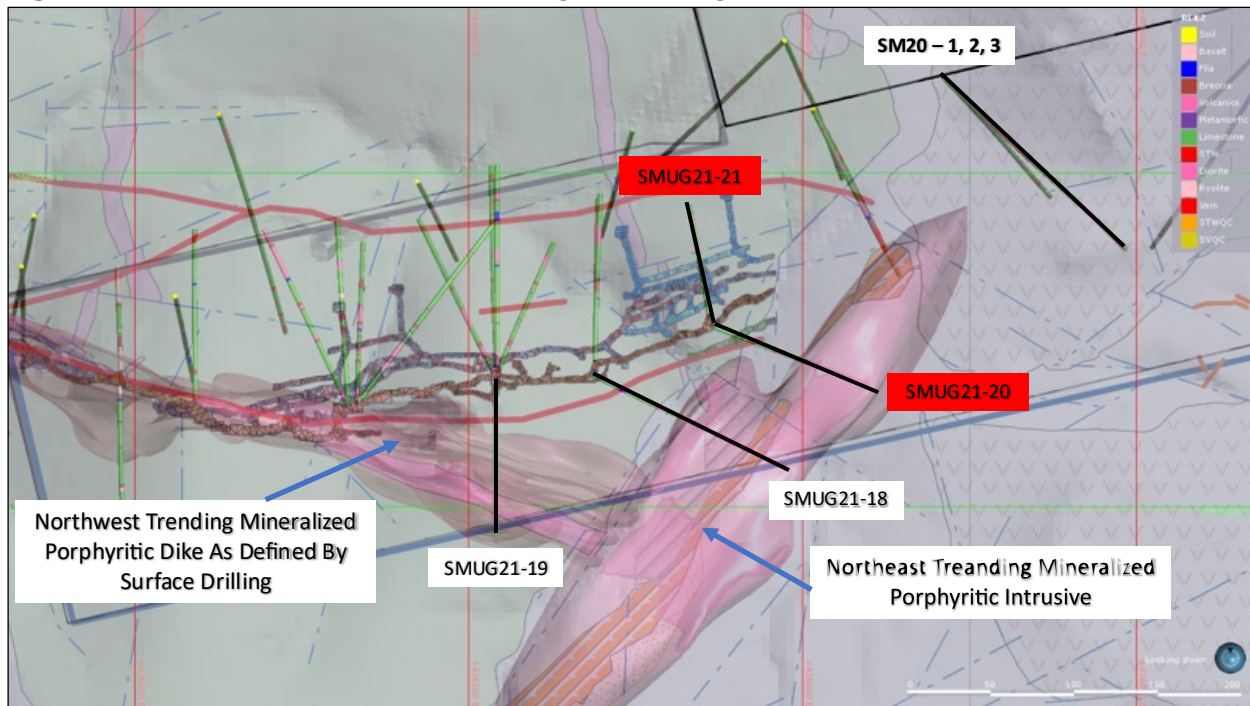 SM20 – 1, 2, 3
Soil
Basalt
Breccia
Volcanics
Metamorfic
Limestone
Diorite
Ryolite
Vein
STWQC
SVQC
SMUG21-21
SMUG21-20
SMUG21-18
SMUG21-19
Northwest Trending Mineralized
Porphyritic Dike As Defined By
Surface Drilling
Northeast Treanding Mineralized
Porphyritic Intrusive
Looking down
0 50 100 150 200